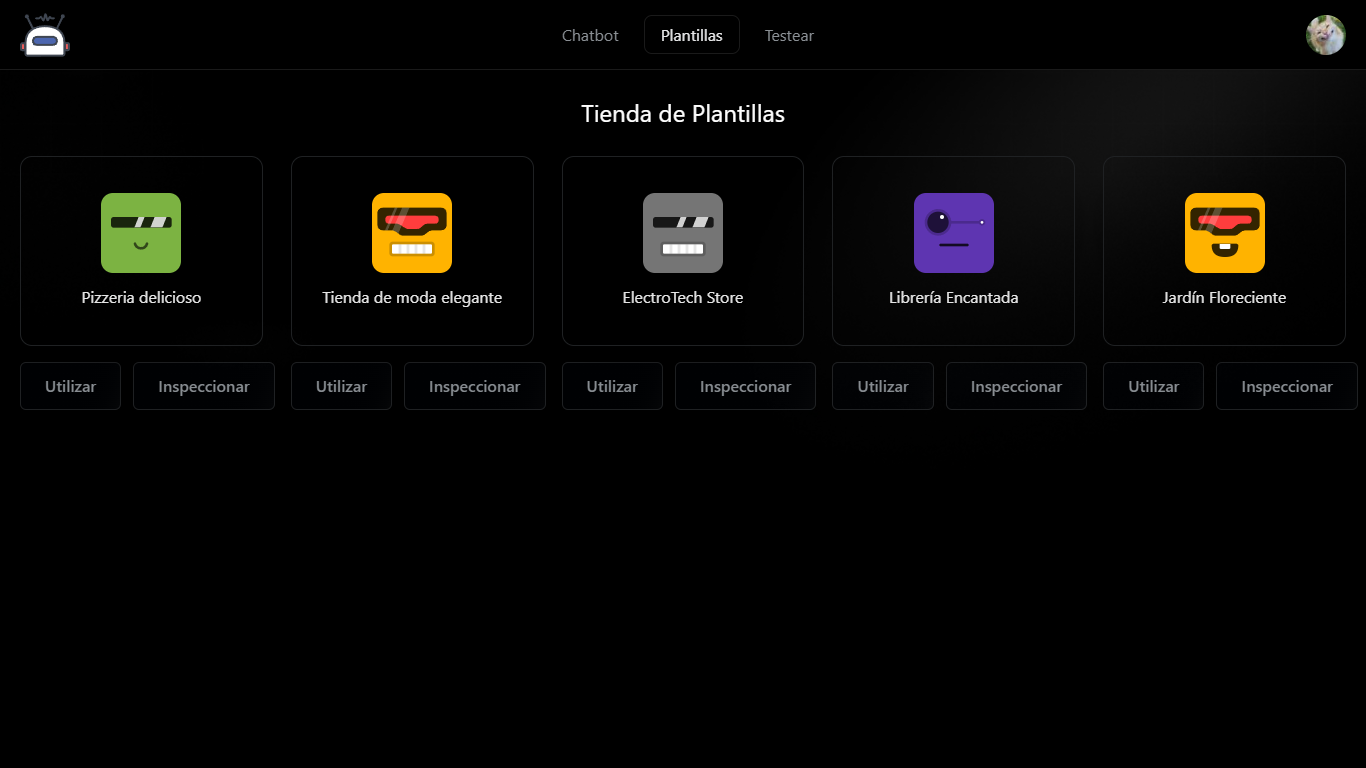 Chatbot Plantillas Testear
Tienda de Plantillas
Pizzeria delicioso
Tienda de moda elegante
ElectroTech Store
Librería Encantada
Jardín Floreciente
Utilizar Inspeccionar Utilizar Inspeccionar Utilizar Inspeccionar Utilizar Inspeccionar Utilizar Inspeccionar